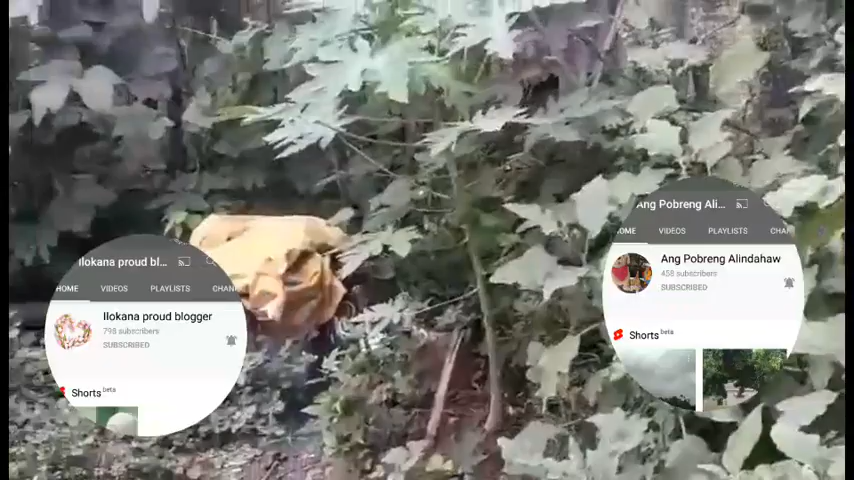 Ilokana proud bl...
HOME VIDEOS PLAYLISTS CHAN
Ilokana proud blogger
798 subscribers
SUBSCRIBED
Shorts beta
Ang Pobreng Ali...
OME VIDEOS PLAYLISTS CHA
Ang Pobreng Alindahaw
458 subscribers
SUBSCRIBED
Shorts beta